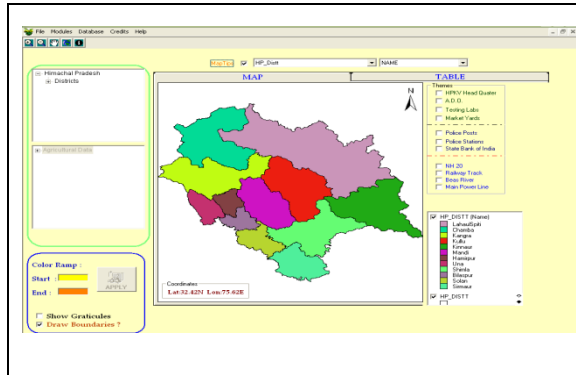 File Modules Database Credits Help
MapTips HP_Distt NAME
MAP TABLE
Himachal Pradesh
Districts
Agricultural Data
N
Themes
HPKV Head Quater
A.D.O.
Testing Labs
Market Yards
Police Posts
Police Stations
State Bank of India
NH 20
Railway Track
Beas River
Main Power Line
HP_DISTT (Name)
LahaulSpiti
Chamba
Kangra
Kullu
Kinnaur
Mandi
Hamirpur
Una
Shimla
Bilaspur
Solan
Sirmaur
HP_DISTT
Color Ramp :
Start :
End :
APPLY
Show Graticules
Draw Boundaries ?
Coordinates
Lat:32.42N Lon:75.62E